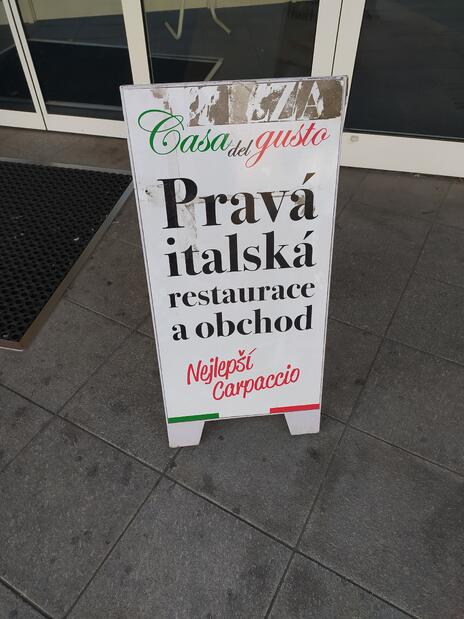 Casa del gusto
Pravá
italská
restaurace
a obchod
Nejlepší
Carpaccio